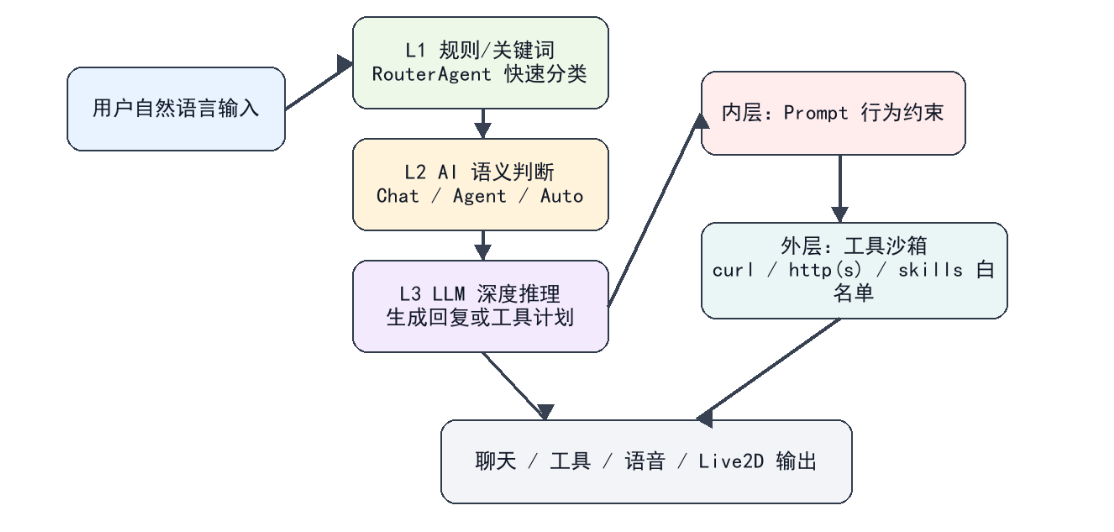 用户自然语言输入
L1 规则/关键词
RouterAgent 快速分类
L2 AI 语义判断
Chat / Agent / Auto
L3 LLM 深度推理
生成回复或工具计划
内层：Prompt 行为约束
外层：工具沙箱
curl / http(s) / skills 白
名单
聊天 / 工具 / 语音 / Live2D 输出